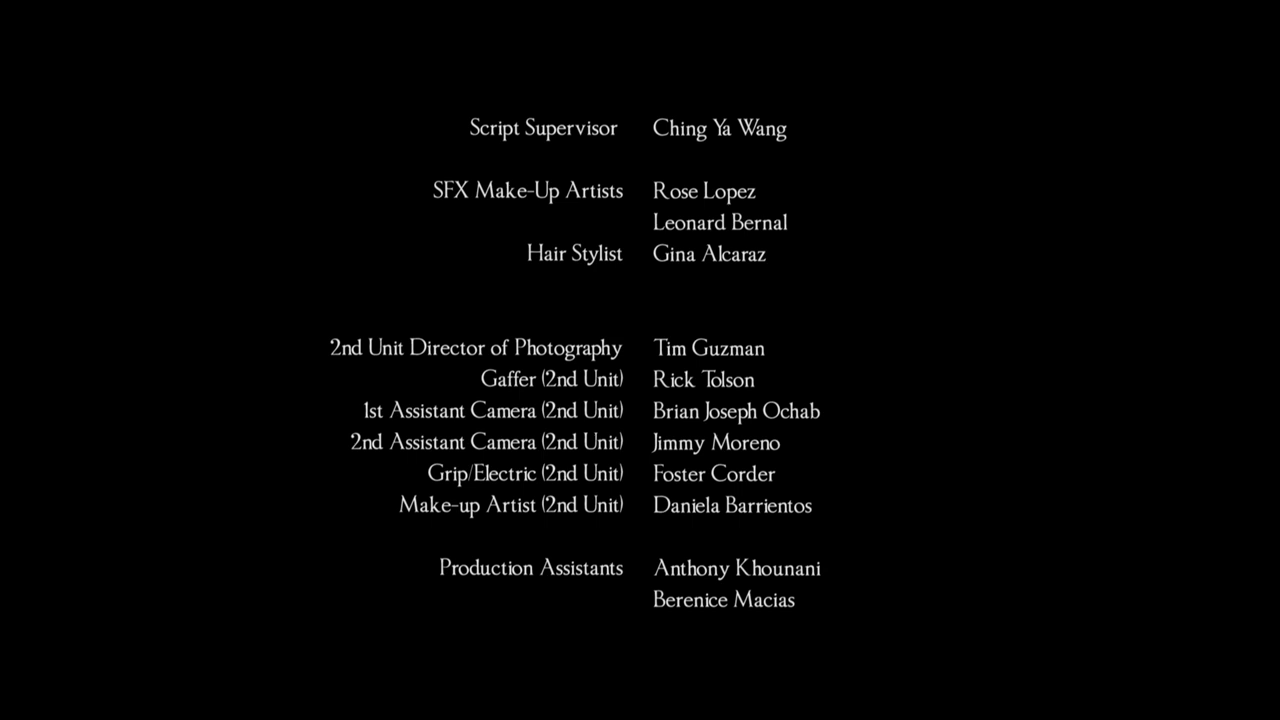 Script Supervisor Ching Ya Wang
SFX Make-Up Artists Rose Lopez
Leonard Bernal
Hair Stylist Gina Alcaraz
2nd Unit Director of Photography Tim Guzman
Gaffer (2nd Unit) Rick Tolson
1st Assistant Camera (2nd Unit) Brian Joseph Ochab
2nd Assistant Camera (2nd Unit) Jimmy Moreno
Grip/Electric (2nd Unit) Foster Corder
Make-up Artist (2nd Unit) Daniela Barrientos
Production Assistants Anthony Khounani
Berenice Macias